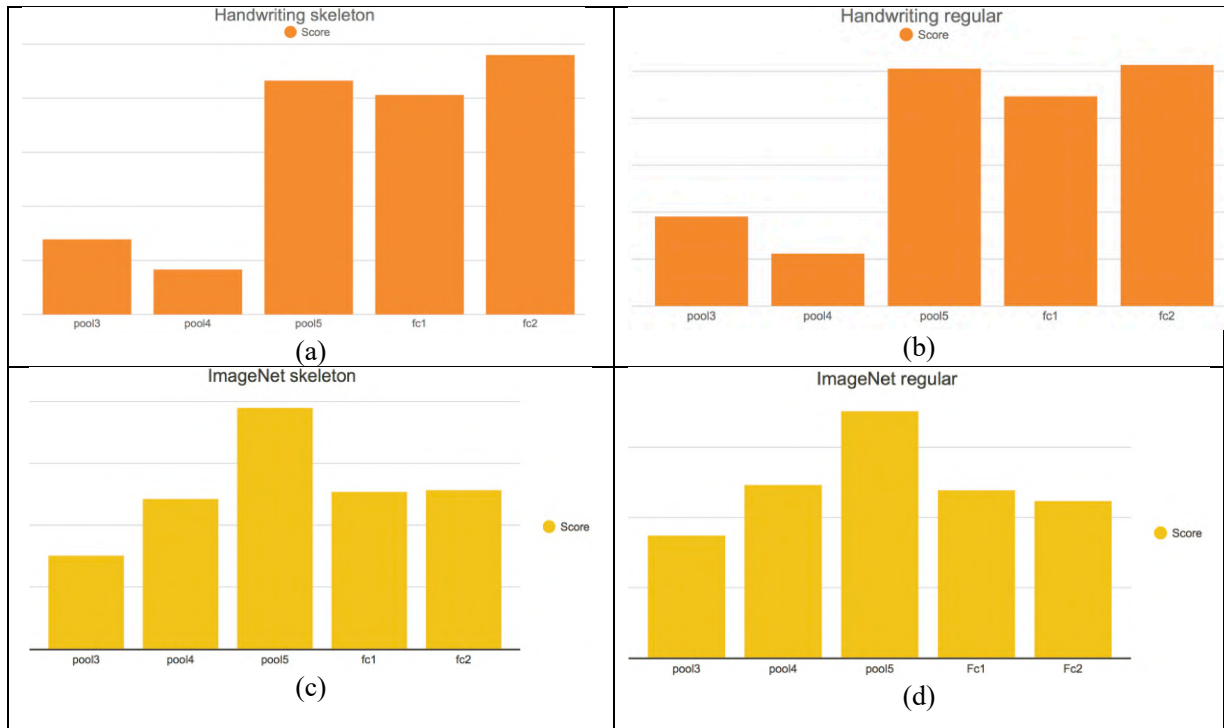 Handwriting skeleton
Score
pool3 pool4 pool5 fc1 fc2
(a)
Handwriting regular
Score
pool3 pool4 pool5 fc1 fc2
(b)
ImageNet skeleton
Score
pool3 pool4 pool5 fc1 fc2
(c)
ImageNet regular
Score
pool3 pool4 pool5 Fc1 Fc2
(d)